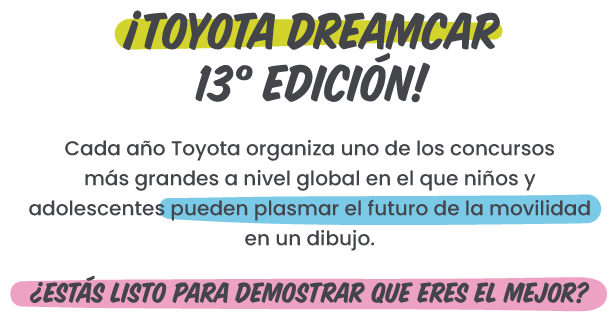 ¡TOYOTA DREAMCAR
13º EDICIÓN!
Cada año Toyota organiza uno de los concursos
más grandes a nivel global en el que niños y
adolescentes pueden plasmar el futuro de la movilidad
en un dibujo.
¿ESTÁS LISTO PARA DEMOSTRAR QUE ERES EL MEJOR?